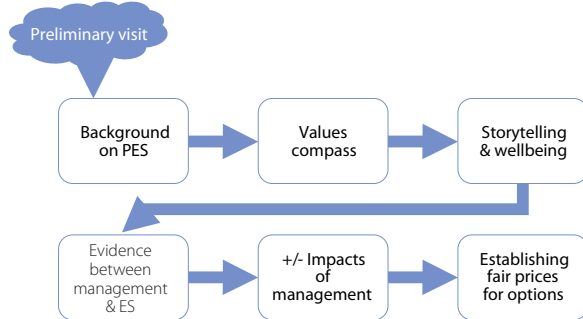 Preliminary visit
Background
on PES
Values
compass
Storytelling
& wellbeing
Evidence
between
management
& ES
+/- Impacts
of
management
Establishing
fair prices
for options